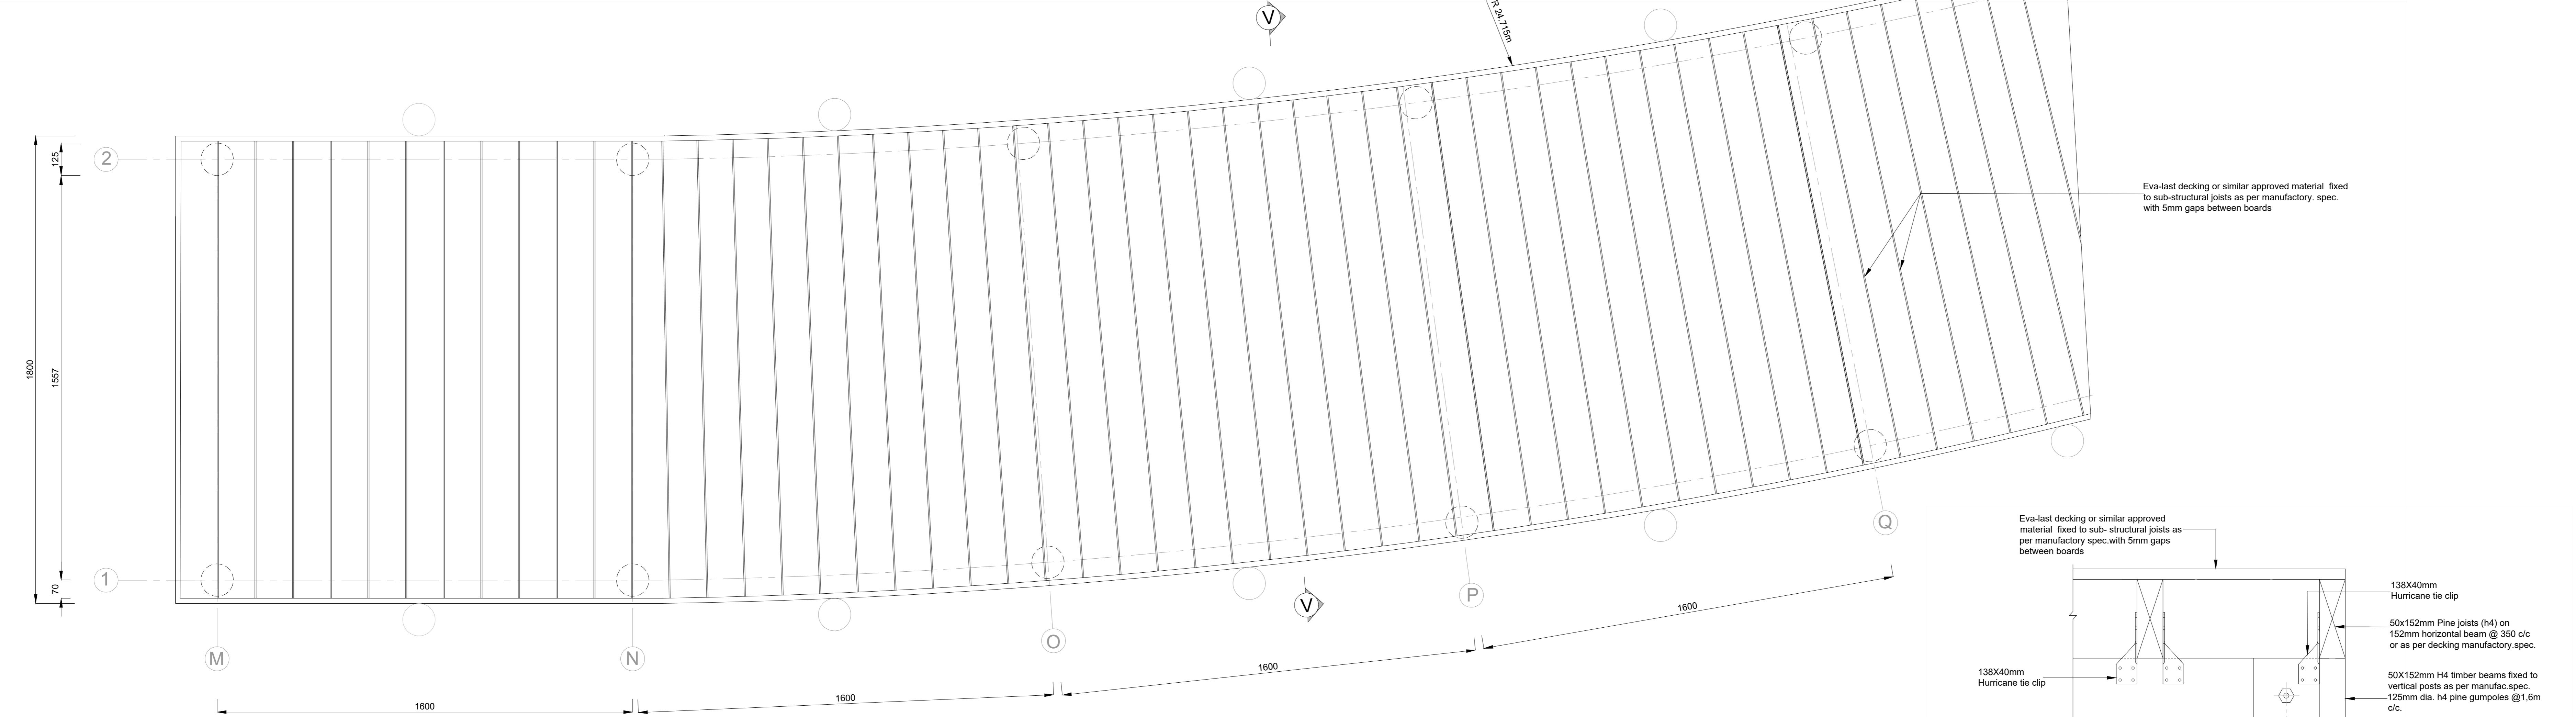 V
R 24,715m
2
125
1800
1557
Eva-last decking or similar approved material  fixed
to sub-structural joists as per manufactory. spec.
with 5mm gaps between boards
1
70
V
M
N
O
P
Q
1600
1600
1600
1600
Eva-last decking or similar approved
material  fixed to sub- structural joists as
per manufactory spec.with 5mm gaps
between boards
138X40mm
Hurricane tie clip
50x152mm Pine joists (h4) on
152mm horizontal beam @ 350 c/c
or as per decking manufactory.spec.
138X40mm
Hurricane tie clip
50X152mm H4 timber beams fixed to
vertical posts as per manufac.spec.
125mm dia. h4 pine gumpoles @1,6m
c/c.